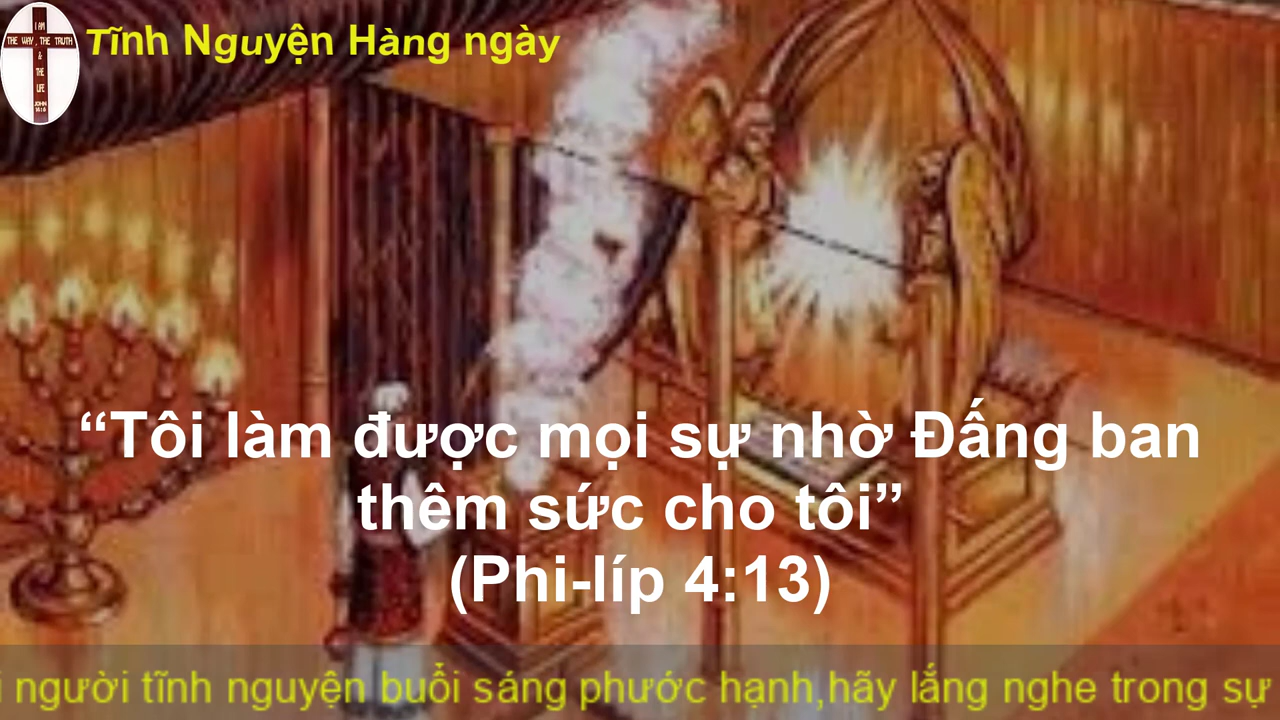 I AM
THE WAY, THE TRUTH
&
THE
LIFE
JOHN
Tĩnh Nguyện Hàng ngày
“Tôi làm được mọi sự nhờ Đấng ban
thêm sức cho tôi”
(Phi-líp 4:13)
i người tĩnh nguyện buổi sáng phước hạnh,hãy lắng nghe trong sự